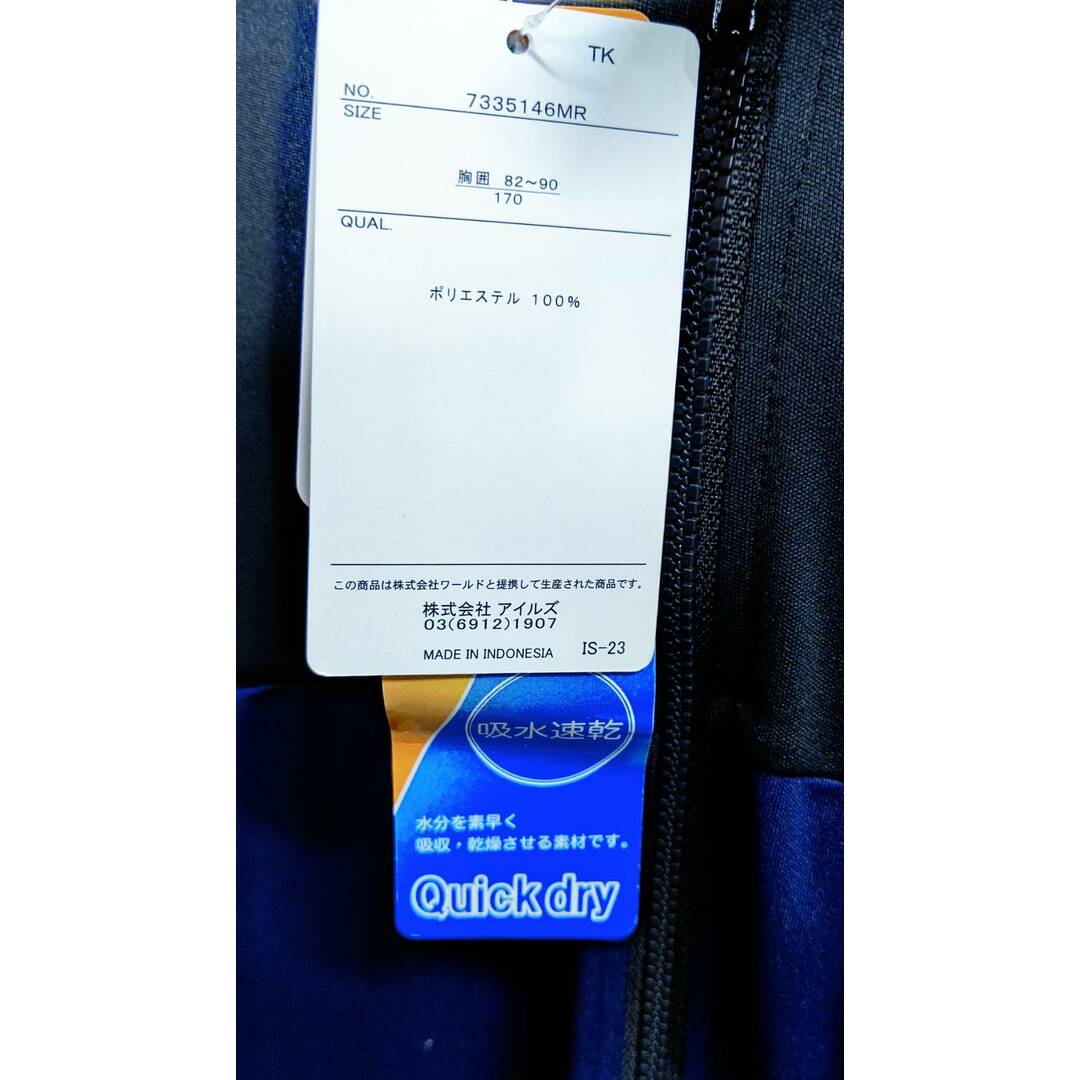 TK
NO. 7335146MR
SIZE
胸囲 82~90
170
QUAL.
ポリエステル 100%
この商品は株式会社ワールドと提携して生産された商品です。
株式会社 アイルズ
03(6912)1907
MADE IN INDONESIA IS-23
吸水速乾
水分を素早く
吸収・乾燥させる素材です。
Quick dry